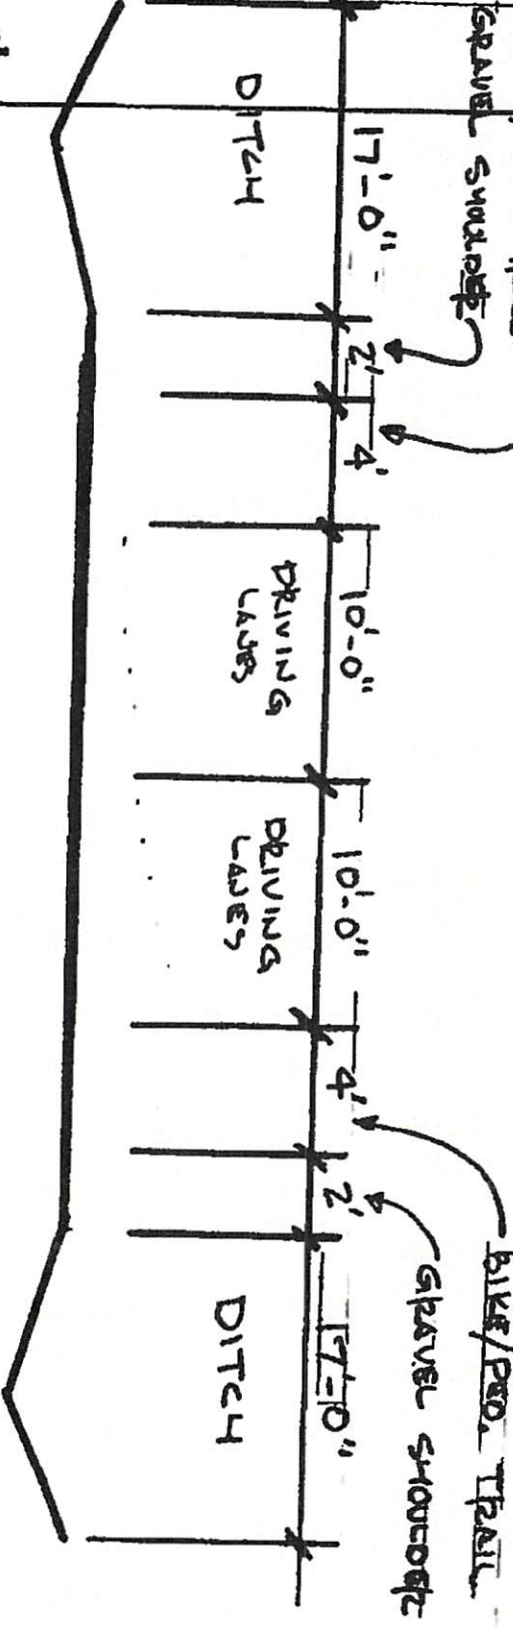 GRAVEL SHOULDER
17'-0"
2'
4'
10'-0"
10'-0"
4'
2'
17'-0"
DITCH
DRIVING
LANES
DRIVING
LANES
DITCH
BIKE/PED. TRAIL
GRAVEL SHOULDER